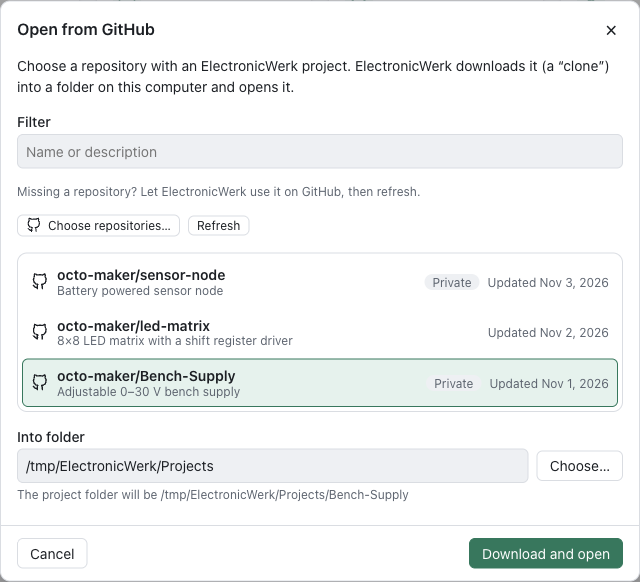 Open from GitHub
Choose a repository with an ElectronicWerk project. ElectronicWerk downloads it (a “clone”)
into a folder on this computer and opens it.
Filter
Name or description
Missing a repository? Let ElectronicWerk use it on GitHub, then refresh.
Choose repositories...
Refresh
octo-maker/sensor-node
Private
Updated Nov 3, 2026
Battery powered sensor node
octo-maker/led-matrix
Updated Nov 2, 2026
8×8 LED matrix with a shift register driver
octo-maker/Bench-Supply
Private
Updated Nov 1, 2026
Adjustable 0–30 V bench supply
Into folder
/tmp/ElectronicWerk/Projects
Choose...
The project folder will be /tmp/ElectronicWerk/Projects/Bench-Supply
Cancel
Download and open